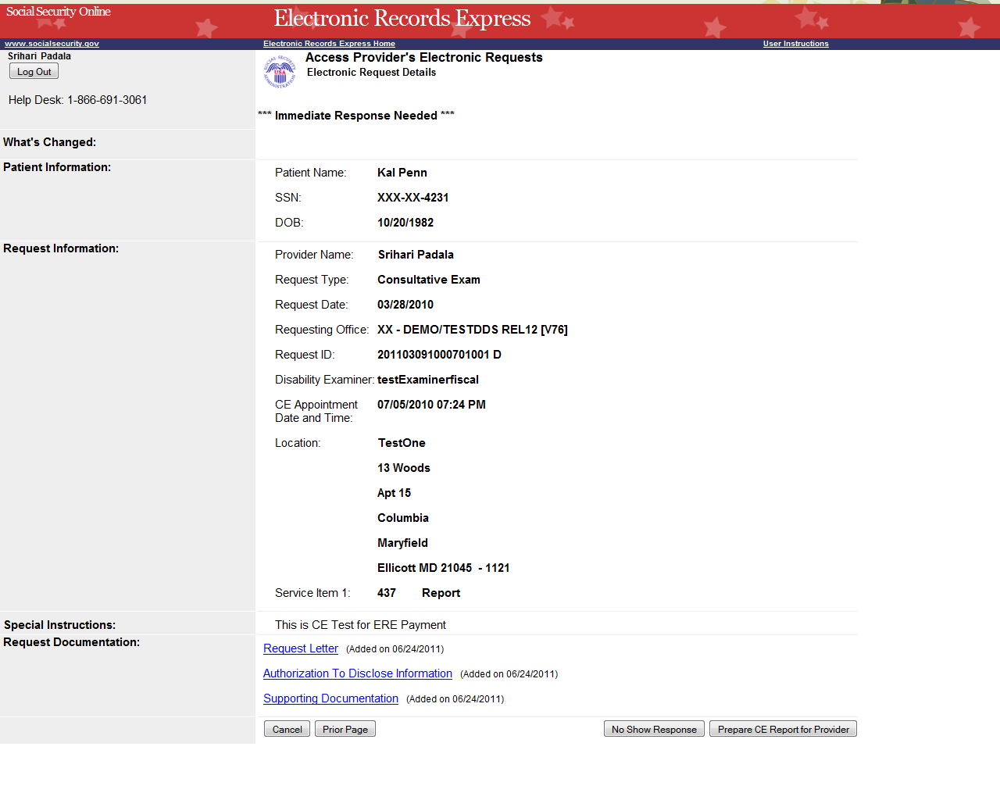 Social Security Online
Electronic Records Express
www.socialsecurity.gov
Electronic Records Express Home
User Instructions
Srihari Padala
Log Out
Help Desk: 1-866-691-3061
SOCIAL SECURITY ADMINISTRATION
USA
Access Provider's Electronic Requests
Electronic Request Details
*** Immediate Response Needed ***
What's Changed:
Patient Information:
Patient Name: Kal Penn
SSN: XXX-XX-4231
DOB: 10/20/1982
Request Information:
Provider Name: Srihari Padala
Request Type: Consultative Exam
Request Date: 03/28/2010
Requesting Office: XX - DEMO/TESTDDS REL12 [V76]
Request ID: 201103091000701001 D
Disability Examiner: testExaminerfiscal
CE Appointment 07/05/2010 07:24 PM
Date and Time:
Location: TestOne
13 Woods
Apt 15
Columbia
Maryfield
Ellicott MD 21045 - 1121
Service Item 1: 437 Report
Special Instructions: This is CE Test for ERE Payment
Request Documentation:
Request Letter (Added on 06/24/2011)
Authorization To Disclose Information (Added on 06/24/2011)
Supporting Documentation (Added on 06/24/2011)
Cancel Prior Page No Show Response Prepare CE Report for Provider